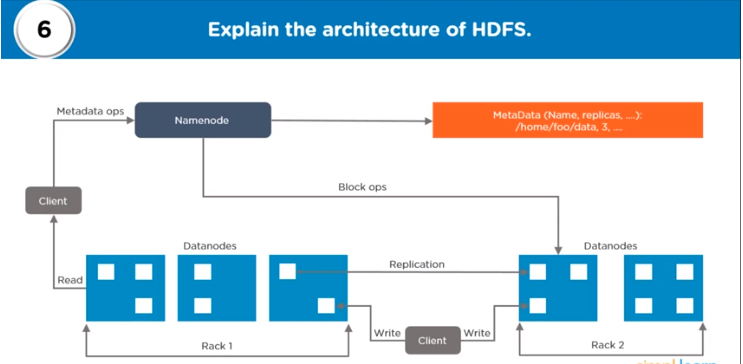 6
Explain the architecture of HDFS.
Metadata ops
Namenode
MetaData (Name, replicas, ....):
/home/foo/data, 3, ....
Block ops
Client
Datanodes
Datanodes
Replication
Read
Write
Client
Write
Rack 1
Rack 2